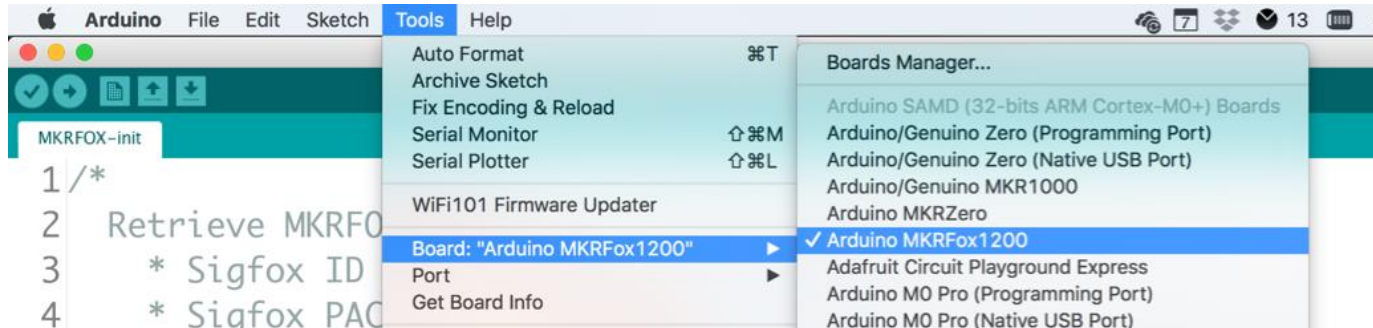 Arduino File Edit Sketch Tools Help 7 13
MKRFOX-init
1 /*
2 Retrieve MKRFO
3 * Sigfox ID
4 * Sigfox PAC
Auto Format ⌘T
Archive Sketch
Fix Encoding & Reload
Serial Monitor ⇧⌘M
Serial Plotter ⇧⌘L
WiFi101 Firmware Updater
Board: "Arduino MKRFox1200"
Port
Get Board Info
Boards Manager...
Arduino SAMD (32-bits ARM Cortex-M0+) Boards
Arduino/Genuino Zero (Programming Port)
Arduino/Genuino Zero (Native USB Port)
Arduino/Genuino MKR1000
Arduino MKRZero
✓ Arduino MKRFox1200
Adafruit Circuit Playground Express
Arduino M0 Pro (Programming Port)
Arduino M0 Pro (Native USB Port)